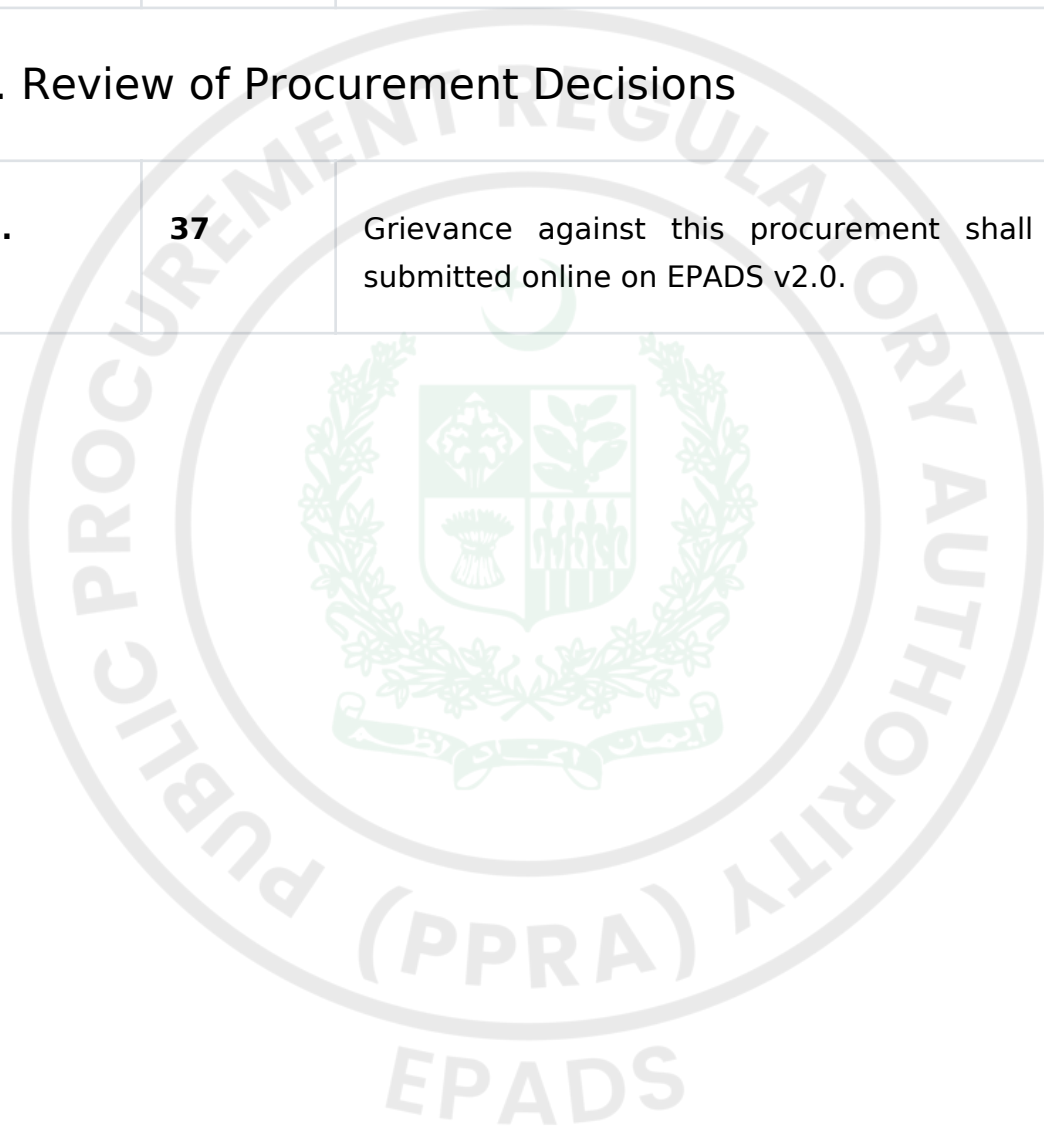 . Review of Procurement Decisions
. 37 Grievance against this procurement shall
submitted online on EPADS v2.0.
PUBLIC PROCUREMENT REGULATORY AUTHORITY
(PPRA)
EPADS